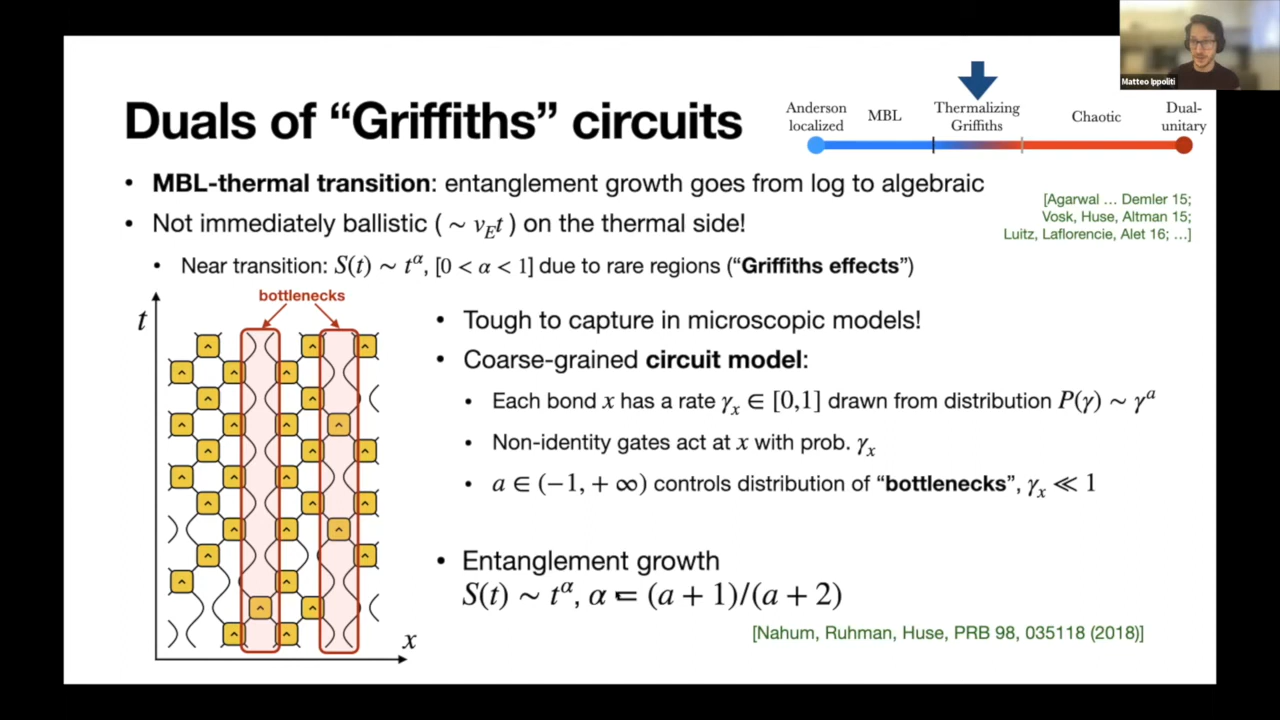 Matteo Ippoliti
Duals of “Griffiths” circuits
Anderson localized
MBL
Thermalizing Griffiths
Chaotic
Dual-unitary
• MBL-thermal transition: entanglement growth goes from log to algebraic
[Agarwal ... Demler 15;
Vosk, Huse, Altman 15;
Luitz, Laflorencie, Alet 16; ...]
• Not immediately ballistic ( ~ v_E t ) on the thermal side!
• Near transition: S(t) ~ t^α, [0 < α < 1] due to rare regions (“Griffiths effects”)
bottlenecks
t
x
• Tough to capture in microscopic models!
• Coarse-grained circuit model:
• Each bond x has a rate γ_x ∈ [0,1] drawn from distribution P(γ) ~ γ^a
• Non-identity gates act at x with prob. γ_x
• a ∈ (−1, + ∞) controls distribution of “bottlenecks”, γ_x ≪ 1
• Entanglement growth
S(t) ~ t^α, α = (a + 1)/(a + 2)
[Nahum, Ruhman, Huse, PRB 98, 035118 (2018)]